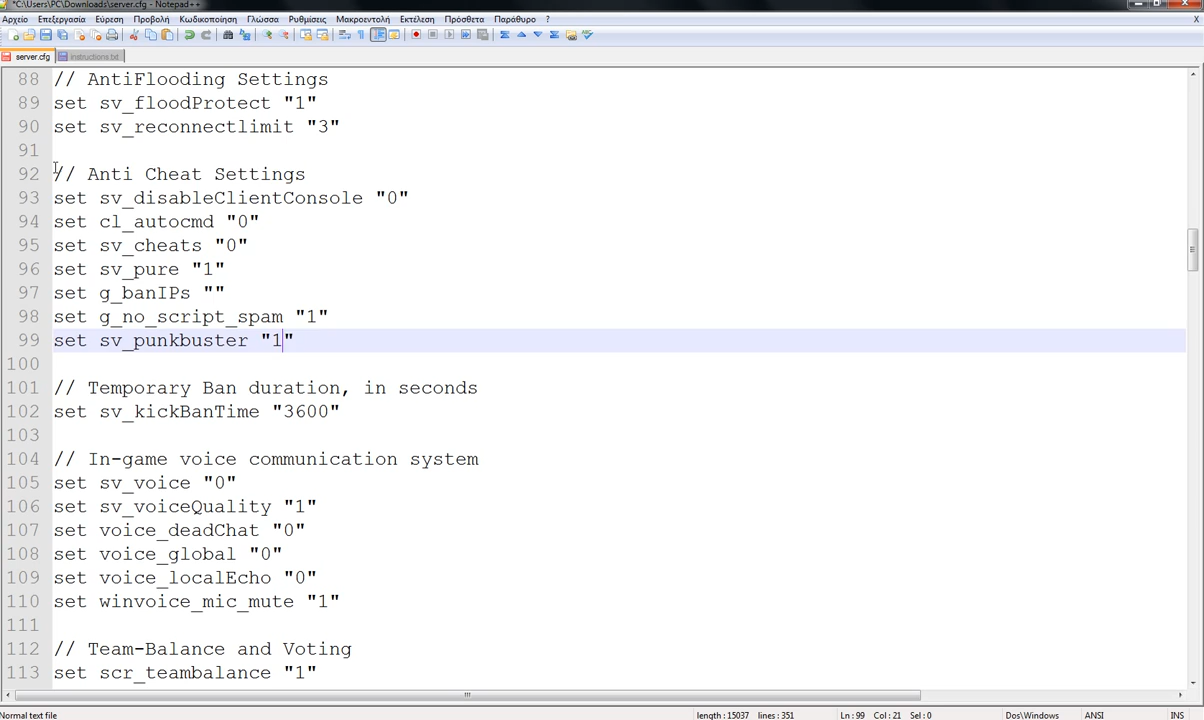 *C:\Users\PC\Downloads\server.cfg - Notepad++
Αρχείο Επεξεργασία Εύρεση Προβολή Κωδικοποίηση Γλώσσα Ρυθμίσεις Μακροεντολή Εκτέλεση Πρόσθετα Παράθυρο ? X
server.cfg instructions.txt
88 // AntiFlooding Settings
89 set sv_floodProtect "1"
90 set sv_reconnectlimit "3"
91
92 // Anti Cheat Settings
93 set sv_disableClientConsole "0"
94 set cl_autocmd "0"
95 set sv_cheats "0"
96 set sv_pure "1"
97 set g_banIPs ""
98 set g_no_script_spam "1"
99 set sv_punkbuster "1"
100
101 // Temporary Ban duration, in seconds
102 set sv_kickBanTime "3600"
103
104 // In-game voice communication system
105 set sv_voice "0"
106 set sv_voiceQuality "1"
107 set voice_deadChat "0"
108 set voice_global "0"
109 set voice_localEcho "0"
110 set winvoice_mic_mute "1"
111
112 // Team-Balance and Voting
113 set scr_teambalance "1"
Normal text file length : 15037 lines : 351 Ln : 99 Col : 21 Sel : 0 Dos\Windows ANSI INS